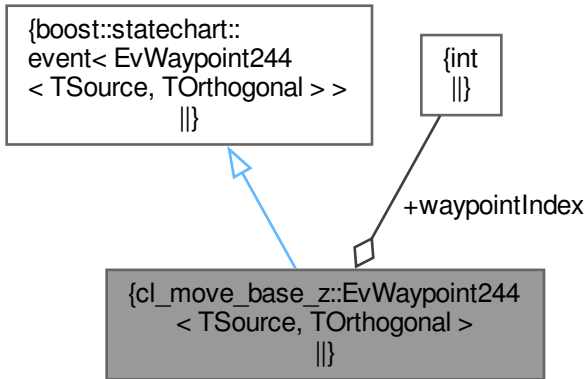 {boost::statechart::
event< EvWaypoint244
< TSource, TOrthogonal > >
||}
{int
||}
+waypointIndex
{cl_move_base_z::EvWaypoint244
< TSource, TOrthogonal >
||}